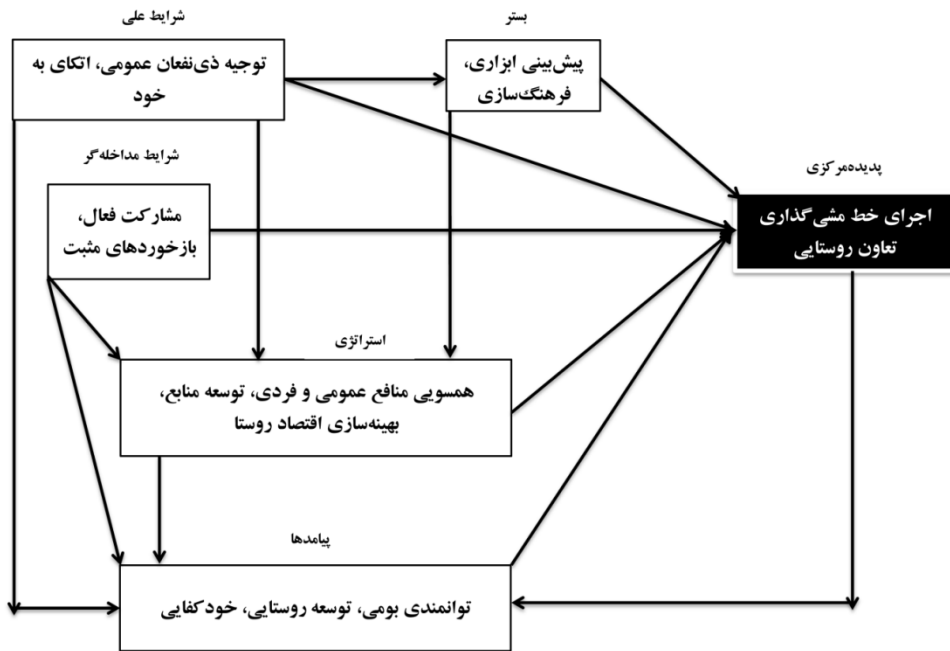 شرایط علی
بستر
توجیه ذی‌نفعان عمومی، اتکای به
خود
پیش‌بینی ابزاری،
فرهنگ‌سازی
شرایط مداخله‌گر
پدیده‌مرکزی
مشارکت فعال،
بازخوردهای مثبت
اجرای خط مشی‌گذاری
تعاون روستایی
استراتژی
همسویی منافع عمومی و فردی، توسعه منابع،
بهینه‌سازی اقتصاد روستا
پیامدها
توانمندی بومی، توسعه روستایی، خودکفایی